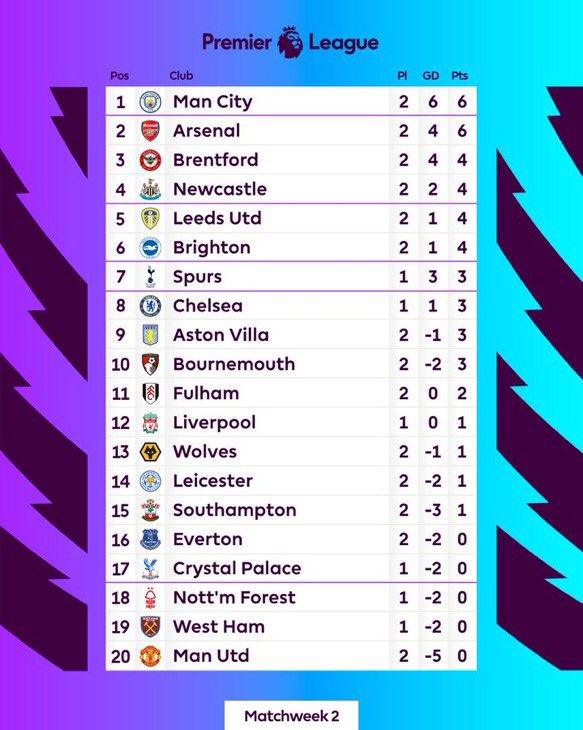 Premier League
Pos Club Pl GD Pts
1 Man City 2 6 6
2 Arsenal 2 4 6
3 Brentford 2 4 4
4 Newcastle 2 2 4
5 Leeds Utd 2 1 4
6 Brighton 2 1 4
7 Spurs 1 3 3
8 Chelsea 1 1 3
9 Aston Villa 2 -1 3
10 Bournemouth 2 -2 3
11 Fulham 2 0 2
12 Liverpool 1 0 1
13 Wolves 2 -1 1
14 Leicester 2 -2 1
15 Southampton 2 -3 1
16 Everton 2 -2 0
17 Crystal Palace 1 -2 0
18 Nott'm Forest 1 -2 0
19 West Ham 1 -2 0
20 Man Utd 2 -5 0
Matchweek 2